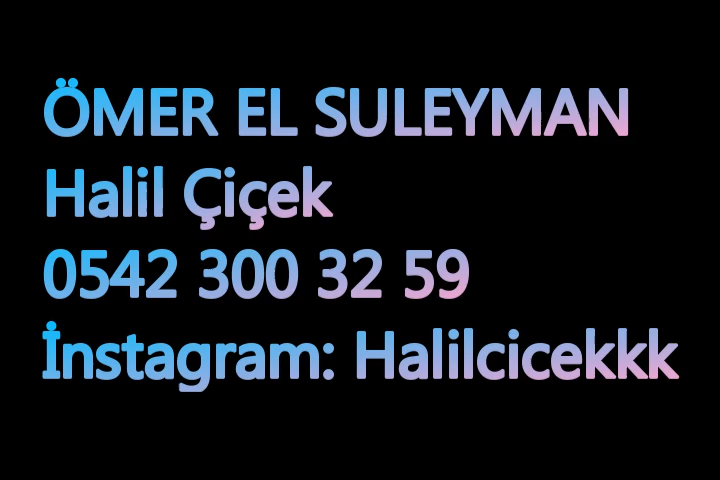 ÖMER EL SULEYMAN
Halil Çiçek
0542 300 32 59
İnstagram: Halilcicekkk